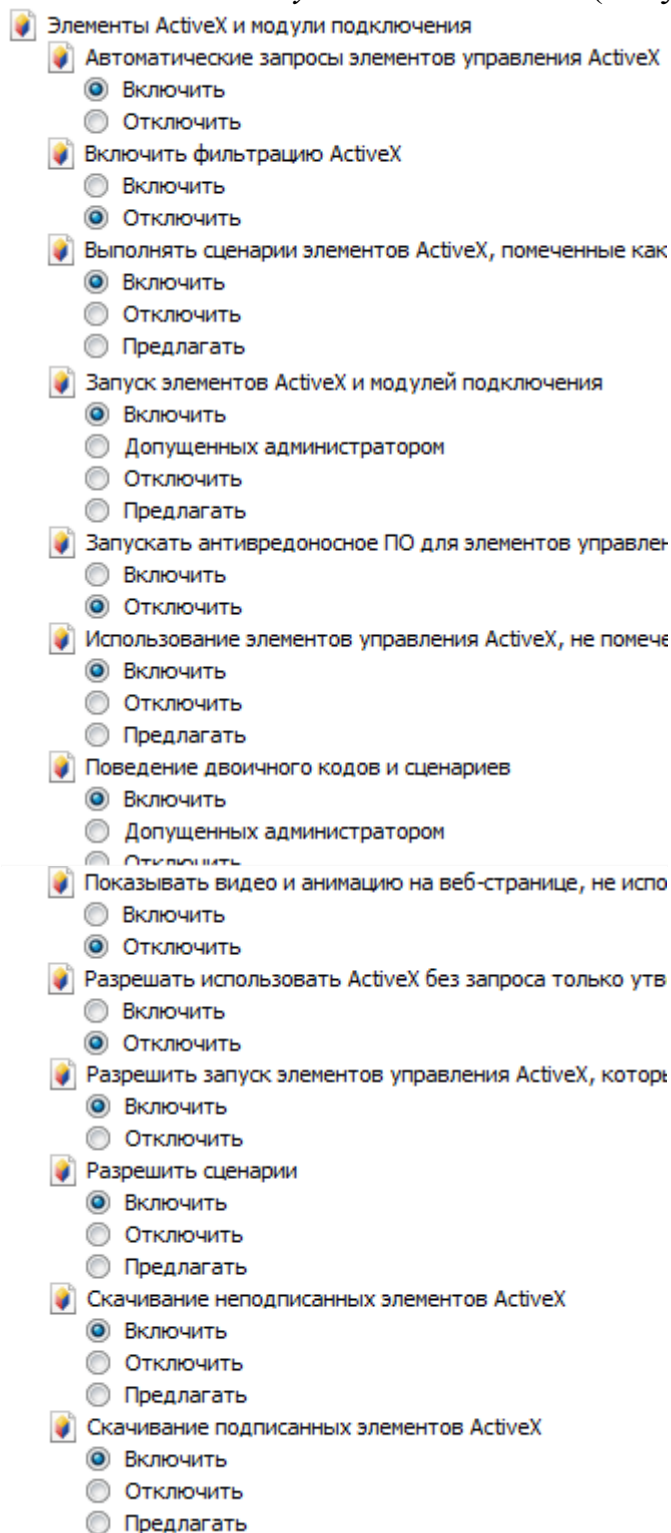 Элементы ActiveX и модули подключения
Автоматические запросы элементов управления ActiveX
Включить
Отключить
Включить фильтрацию ActiveX
Включить
Отключить
Выполнять сценарии элементов ActiveX, помеченные как
Включить
Отключить
Предлагать
Запуск элементов ActiveX и модулей подключения
Включить
Допущенных администратором
Отключить
Предлагать
Запускать антивредоносное ПО для элементов управлен
Включить
Отключить
Использование элементов управления ActiveX, не помече
Включить
Отключить
Предлагать
Поведение двоичного кодов и сценариев
Включить
Допущенных администратором
Отключить
Показывать видео и анимацию на веб-странице, не испо
Включить
Отключить
Разрешать использовать ActiveX без запроса только утв
Включить
Отключить
Разрешить запуск элементов управления ActiveX, которы
Включить
Отключить
Разрешить сценарии
Включить
Отключить
Предлагать
Скачивание неподписанных элементов ActiveX
Включить
Отключить
Предлагать
Скачивание подписанных элементов ActiveX
Включить
Отключить
Предлагать